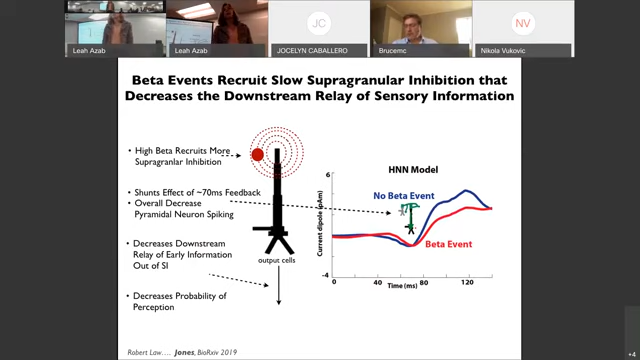 JC
NV
Leah Azab
Leah Azab
JOCELYN CABALLERO
Brucemc
Nikola Vukovic
Beta Events Recruit Slow Supragranular Inhibition that
Decreases the Downstream Relay of Sensory Information
• High Beta Recruits More
Supragranlar Inhibition
• Shunts Effect of ~70ms Feedback
• Overall Decrease
Pyramidal Neuron Spiking
• Decreases Downstream
Relay of Early Information
Out of SI
• Decreases Probability of
Perception
output cells
HNN Model
6
No Beta Event
Current dipole (pAm)
Beta Event
-4
0
40
80
120
Time (ms)
Robert Law…. Jones, BioRxiv 2019
+4